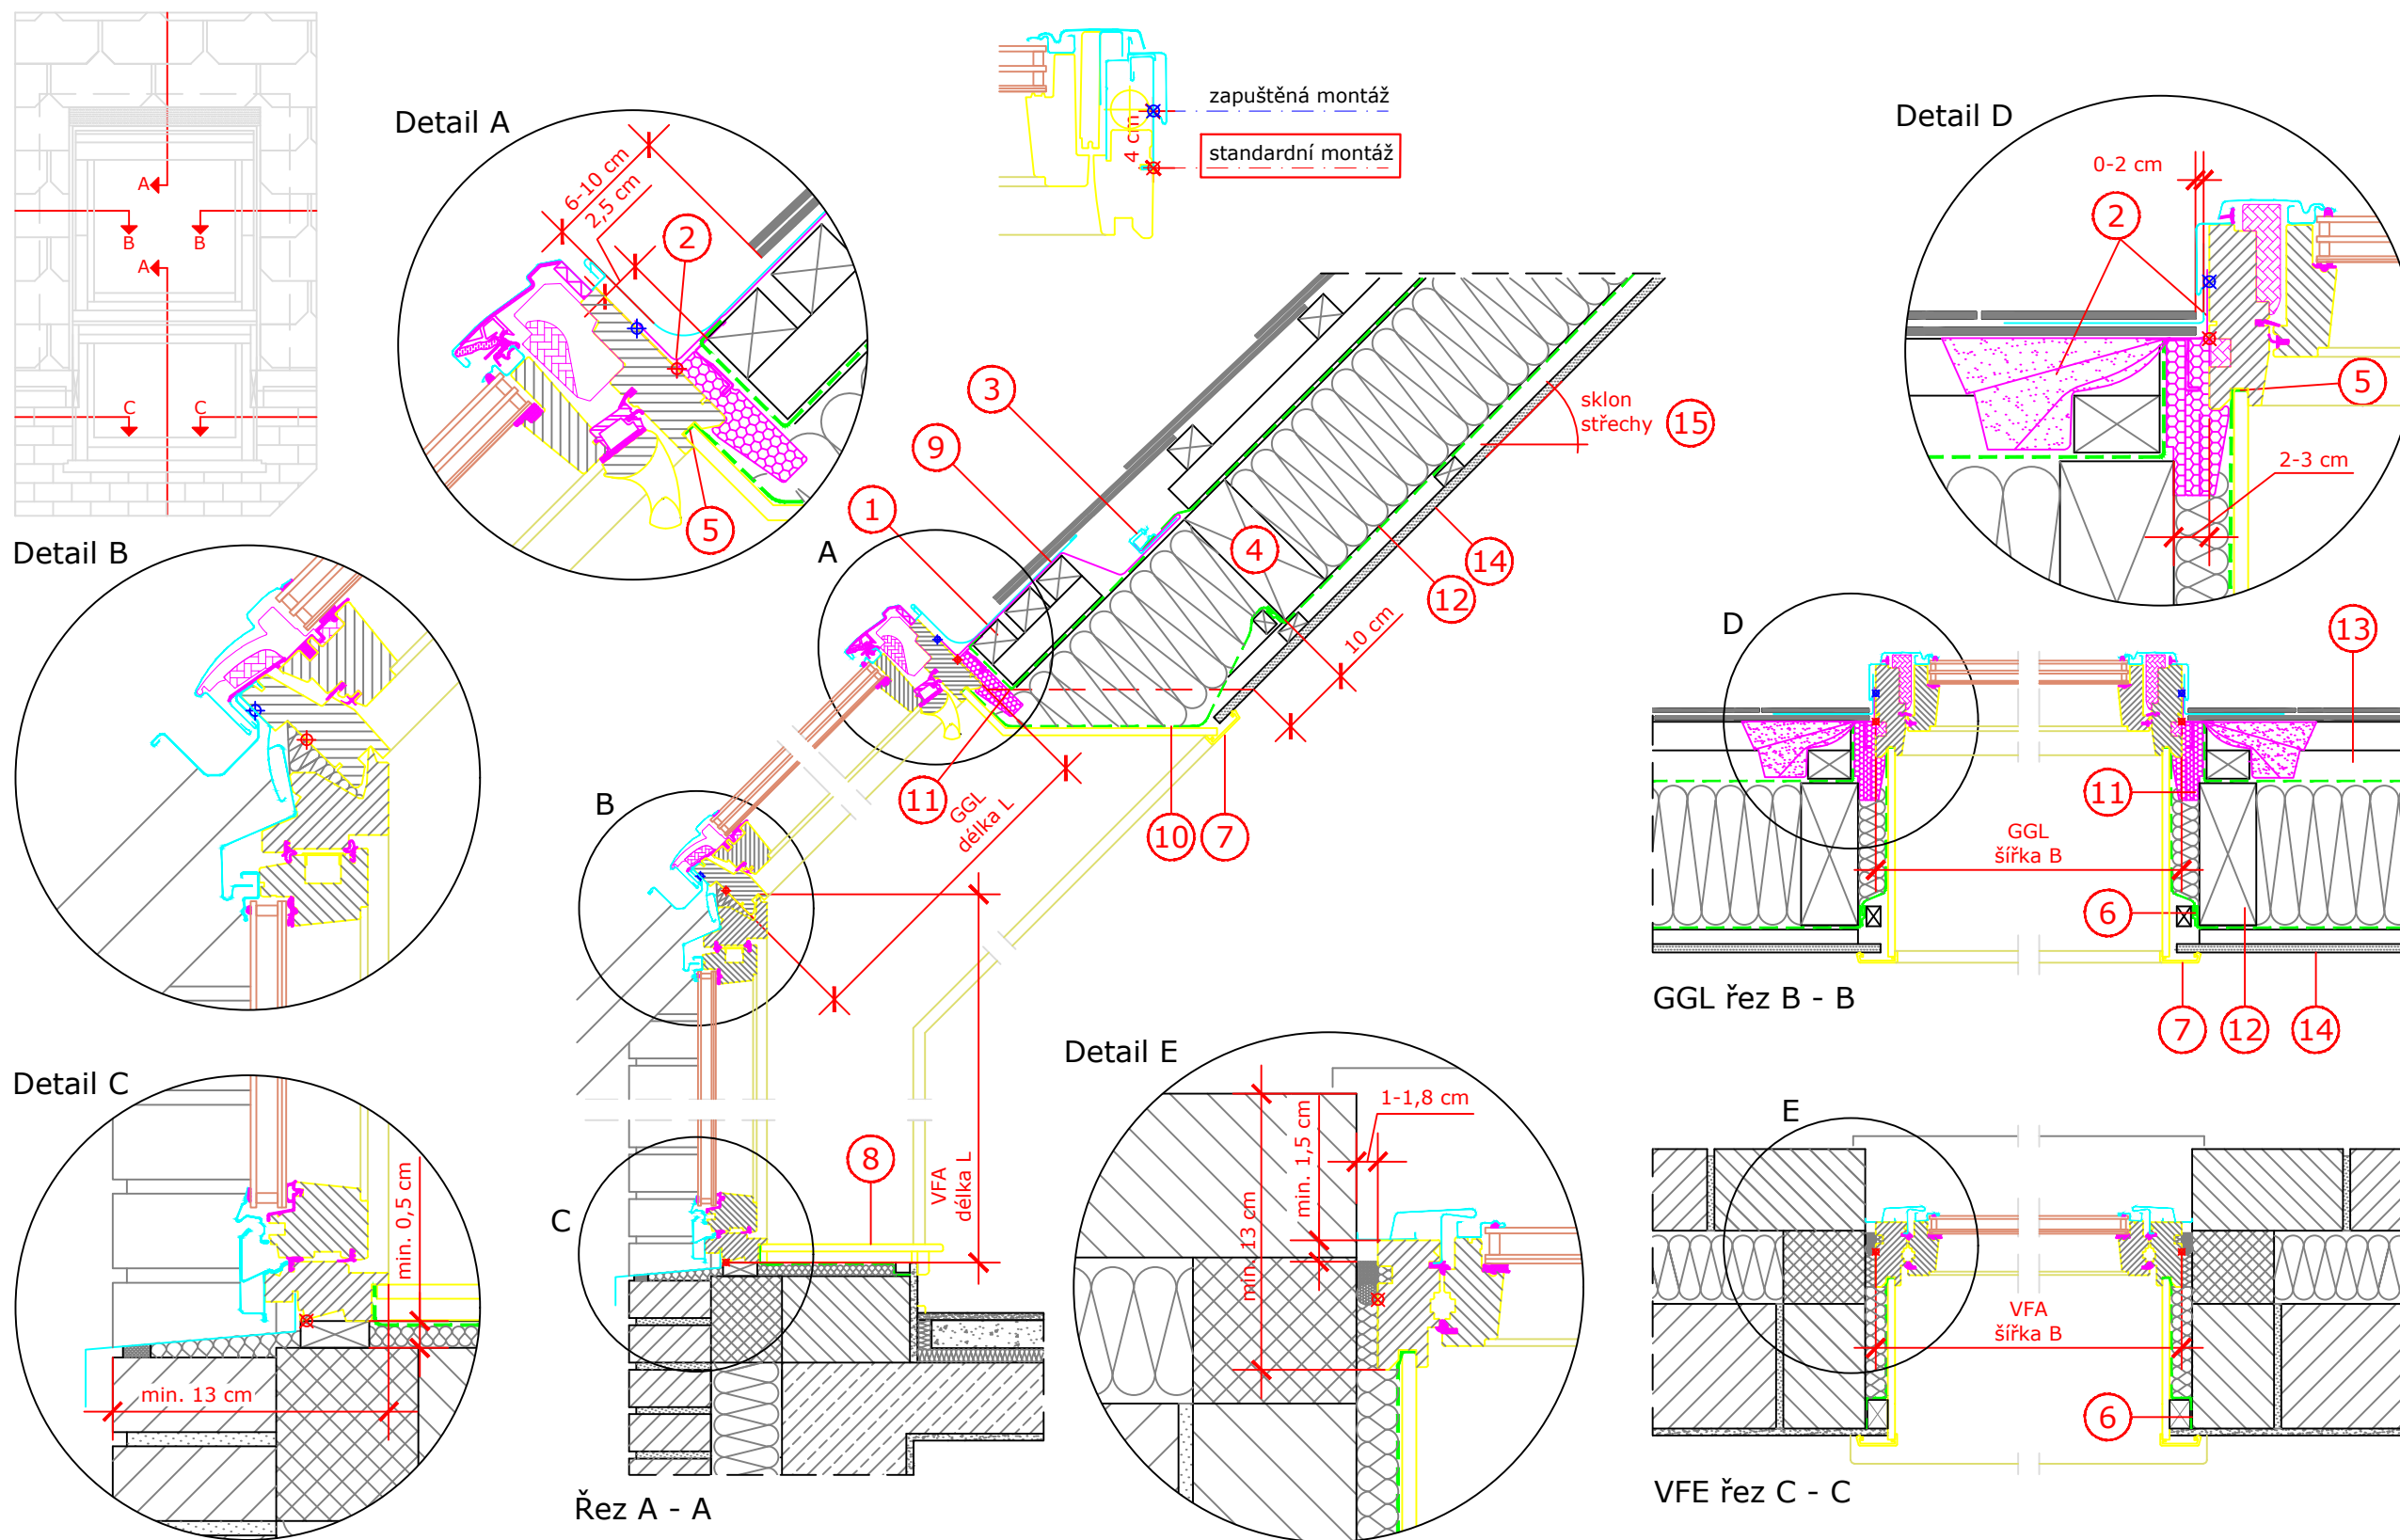 A
B
B
A
C
C
Detail A
6-10 cm
2,5 cm
2
5
zapuštěná montáž
standardní montáž
4 cm
Detail D
0-2 cm
2
5
2-3 cm
Detail B
Detail C
min. 0,5 cm
min. 13 cm
A
1
9
3
4
sklon
střechy
15
14
12
10 cm
11
10
7
GGL
délka L
B
VFA
délka L
8
C
Řez A - A
Detail E
min. 13 cm
min. 1,5 cm
1-1,8 cm
D
13
11
GGL
šířka B
6
GGL řez B - B
7
12
14
E
VFA
šířka B
6
VFE řez C - C